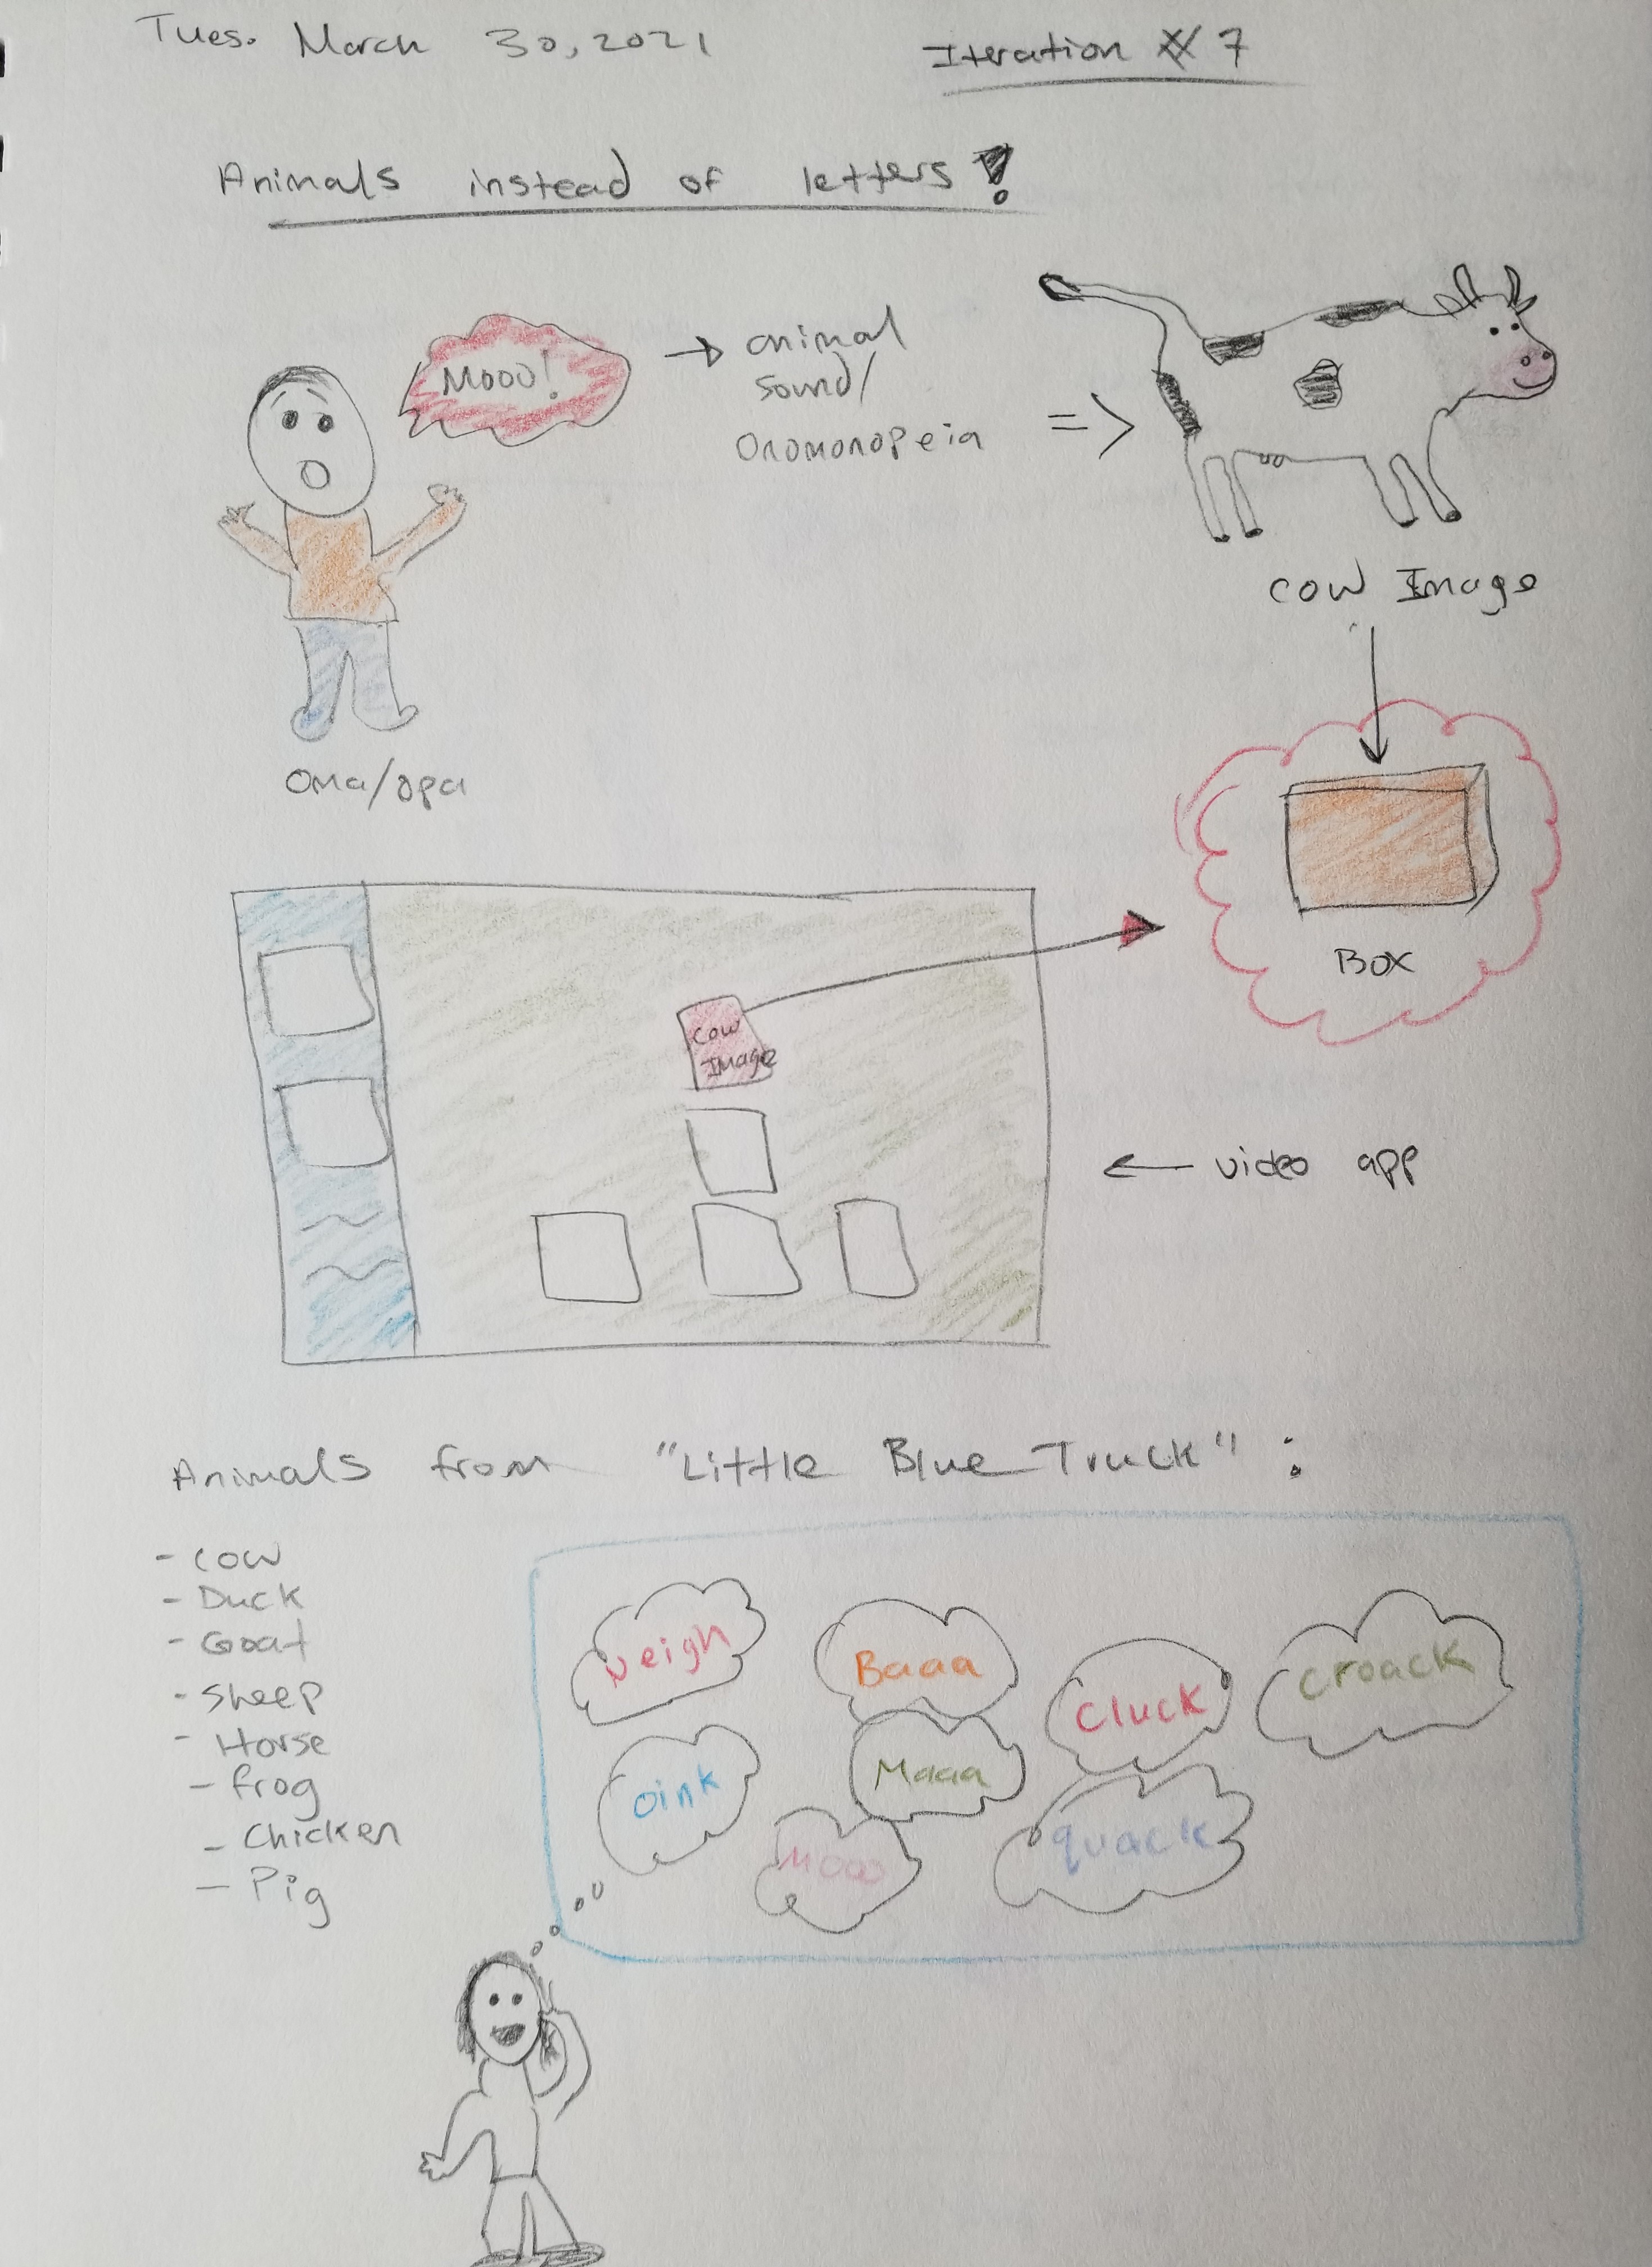 Tues. March 30, 2021
Iteration # 7
Animals instead of letters!
Mooo!
→ animal
sound/
Onomonopeia
=>
cow Image
Oma/opa
BOX
cow
Image
← video app
Animals from "Little Blue Truck" :
- cow
- Duck
- Goat
- sheep
- Horse
- frog
- Chicken
- Pig
Neigh
Baaa
Cluck
croack
oink
Maaa
Mooo
quack